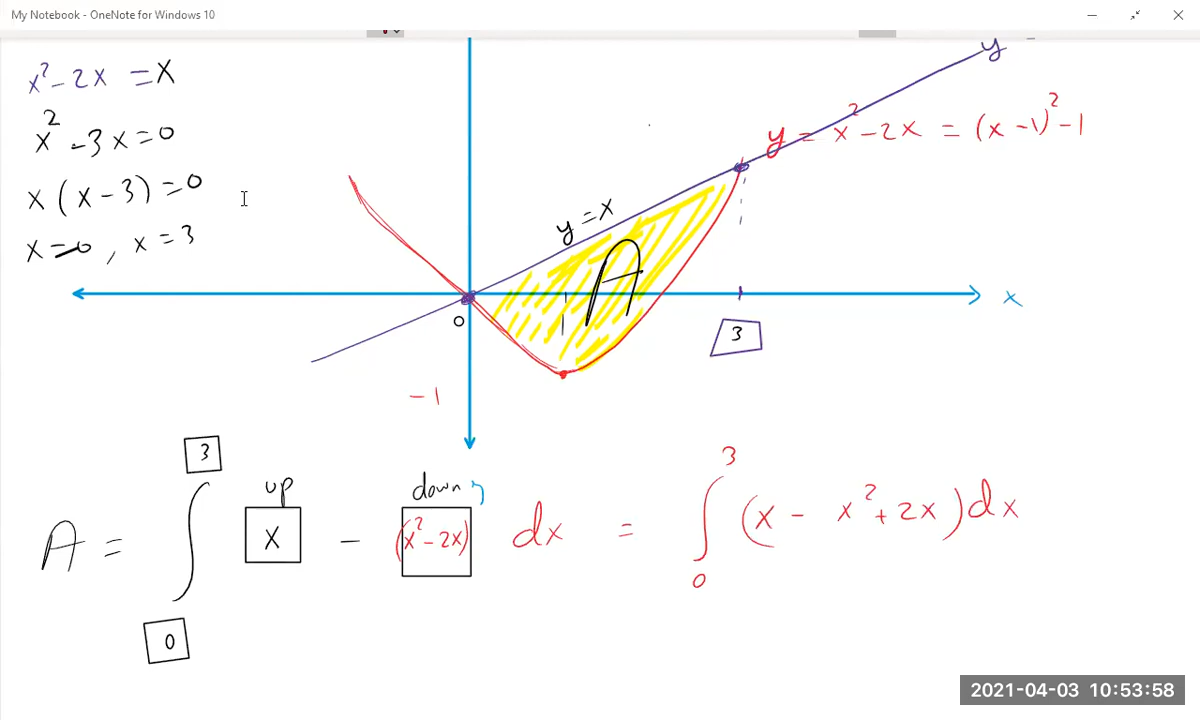 My Notebook - OneNote for Windows 10
x² - 2x = x
x² - 3x = 0
x (x - 3) = 0
x = 0 , x = 3
y
y = x² - 2x = (x - 1)² - 1
y = x
A
x
0
1
3
-1
3
up
down
A = ∫ x - (x² - 2x) dx = ∫ (x - x² + 2x) dx
3
0
0
2021-04-03 10:53:58